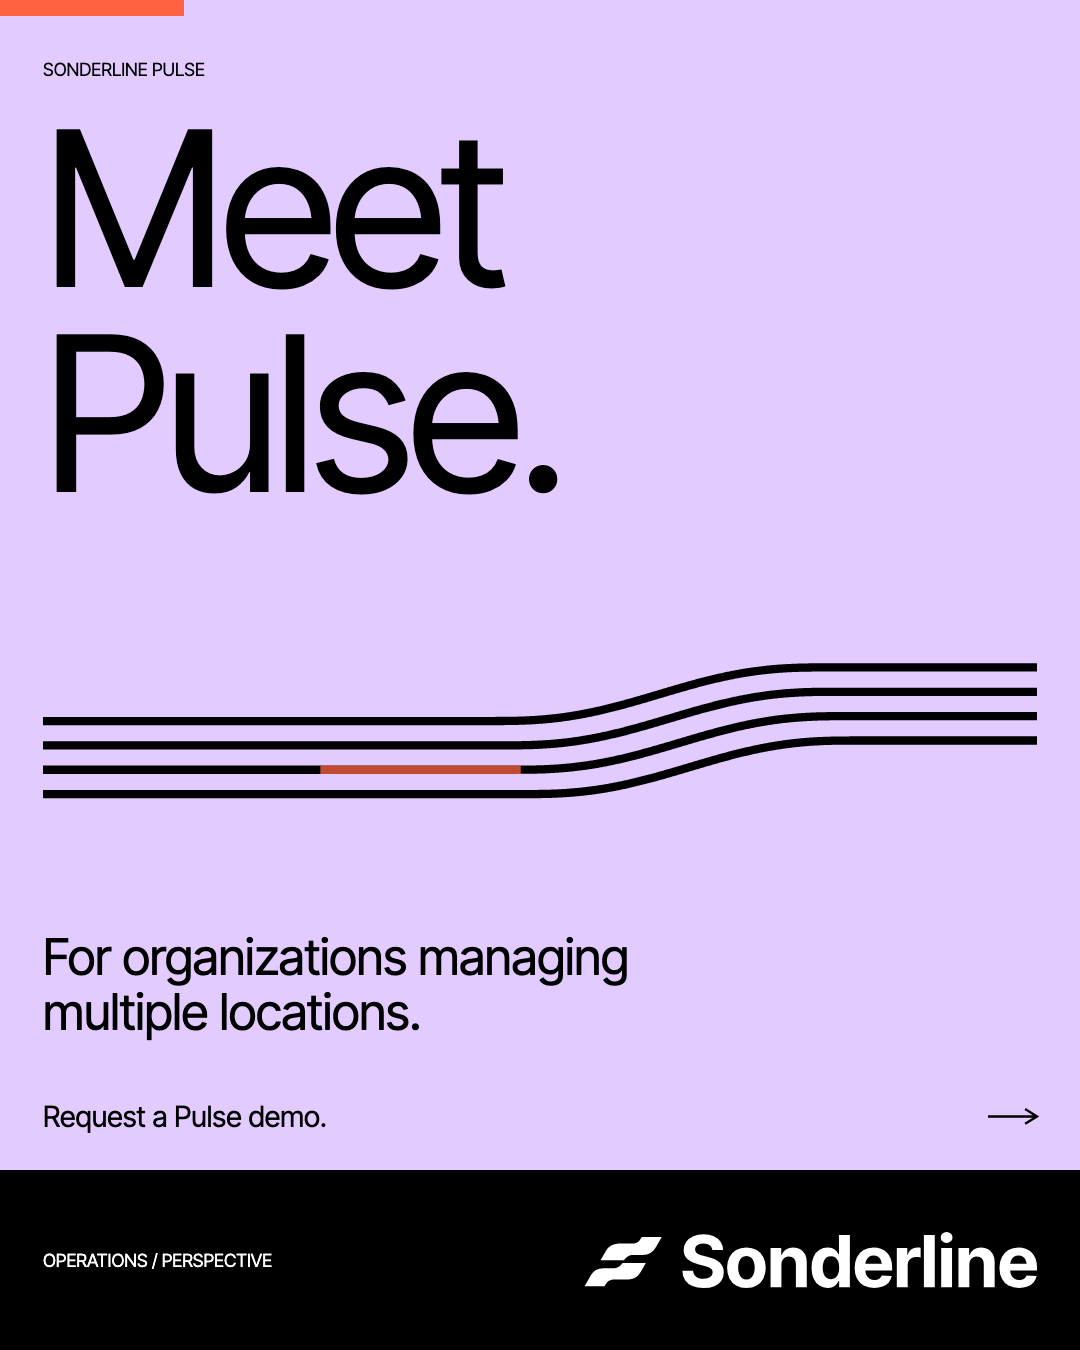 SONDERLINE PULSE
Meet
Pulse.
For organizations managing
multiple locations.
Request a Pulse demo.
OPERATIONS / PERSPECTIVE
Sonderline